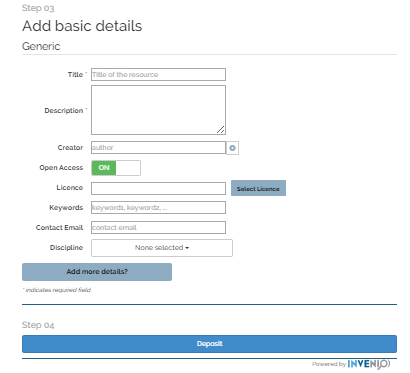 Step 03
Add basic details
Generic
Title * Title of the resource
Description *
Creator author
Open Access ON
Licence Select Licence
Keywords keywords, keywordz, ...
Contact Email contact email
Discipline None selected
Add more details?
* indicates required field
Step 04
Deposit
Powered by INVENIO